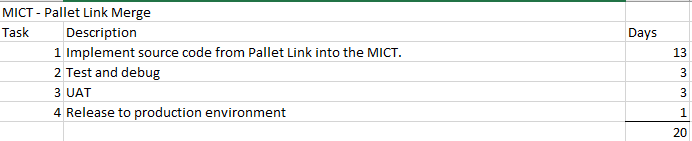 MICT - Pallet Link Merge
Task Description Days
1 Implement source code from Pallet Link into the MICT. 13
2 Test and debug 3
3 UAT 3
4 Release to production environment 1
20